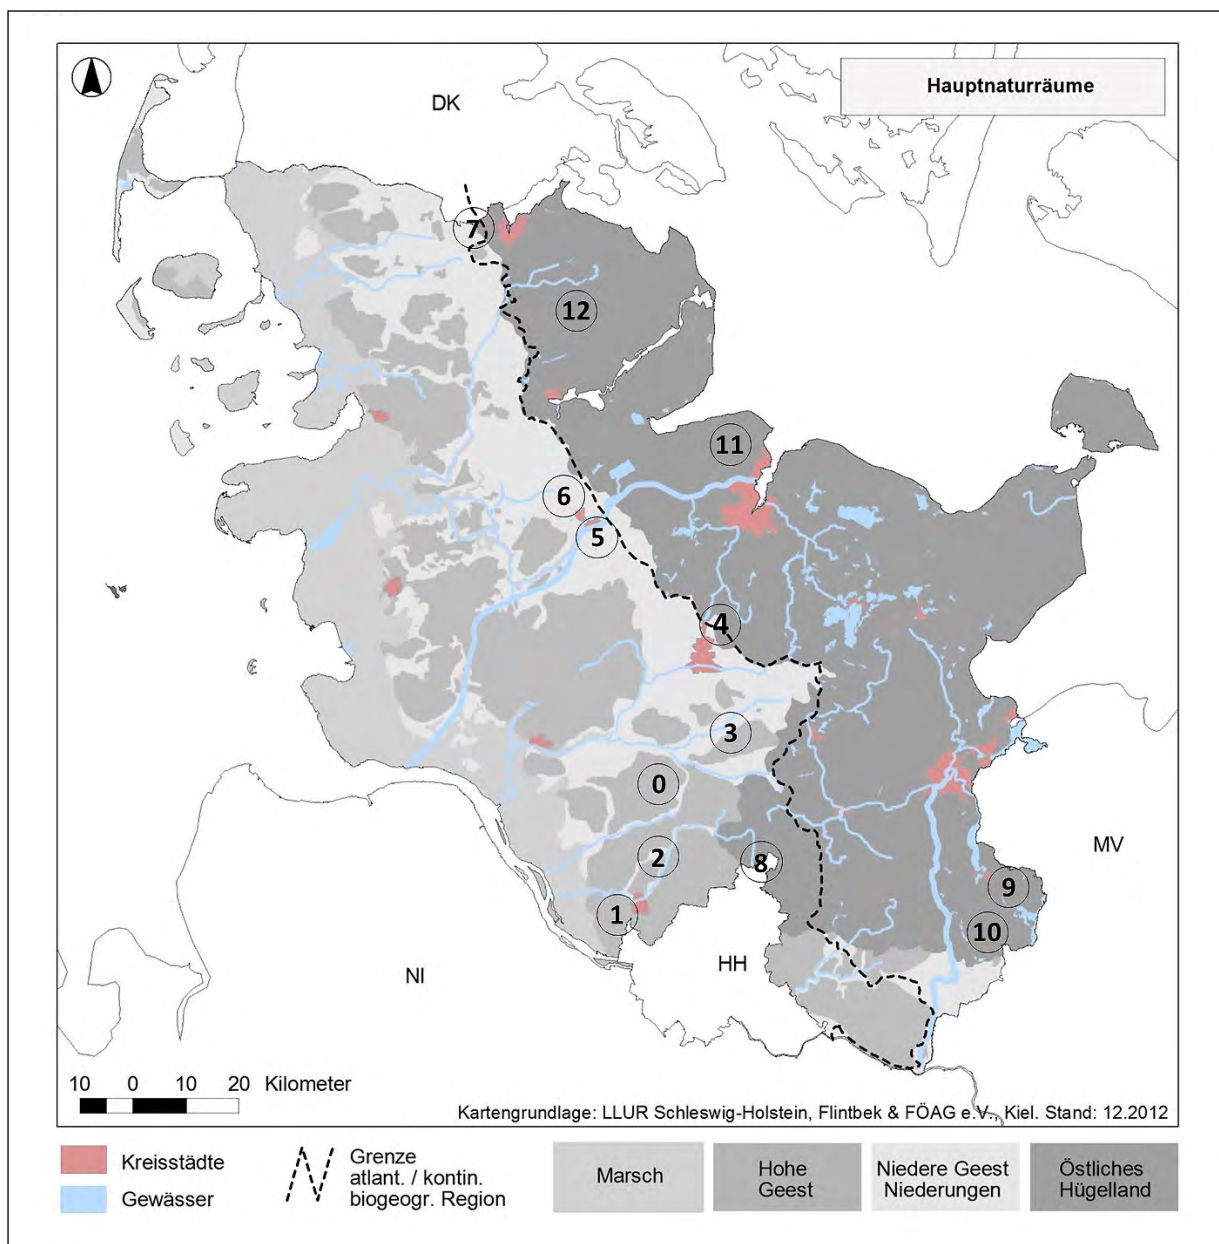 Hauptnaturräume
DK
7
12
11
6
5
4
3
0
2
8
MV
9
1
10
HH
NI
10 0 10 20 Kilometer
Kartengrundlage: LLUR Schleswig-Holstein, Flintbek & FÖAG e.V., Kiel. Stand: 12.2012
Kreisstädte
Gewässer
Grenze
atlant. / kontin.
biogeogr. Region
Marsch
Hohe
Geest
Niedere Geest
Niederungen
Östliches
Hügelland